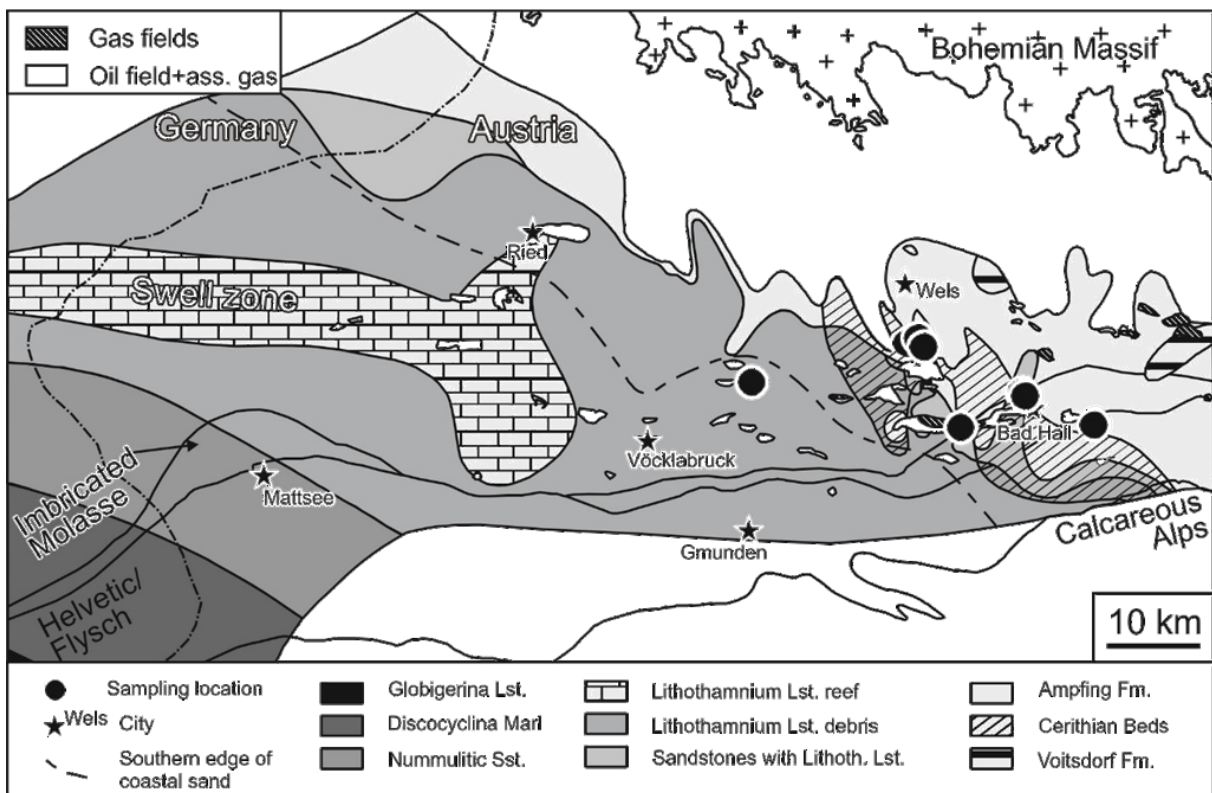 Gas fields
Oil field+ass. gas
Bohemian Massif
Germany
Austria
Ried
Swell zone
Wels
Bad Hall
Vöcklabruck
Mattsee
Imbricated
Molasse
Gmunden
Calcareous
Alps
Helvetic/
Flysch
10 km
Sampling location
Globigerina Lst.
Lithothamnium Lst. reef
Ampfing Fm.
Wels
City
Discocyclina Marl
Lithothamnium Lst. debris
Cerithian Beds
Southern edge of
coastal sand
Nummulitic Sst.
Sandstones with Lithoth. Lst.
Voitsdorf Fm.